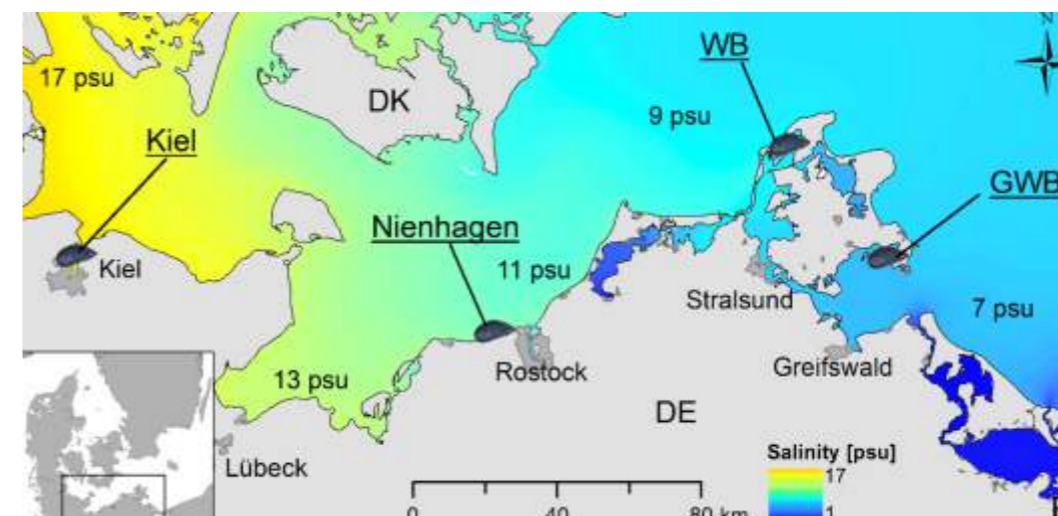 N
WB
17 psu
DK
9 psu
Kiel
GWB
Nienhagen
Kiel
11 psu
Stralsund
7 psu
13 psu
Rostock
Greifswald
DE
Lübeck
Salinity [psu]
17
1
0 40 80 km